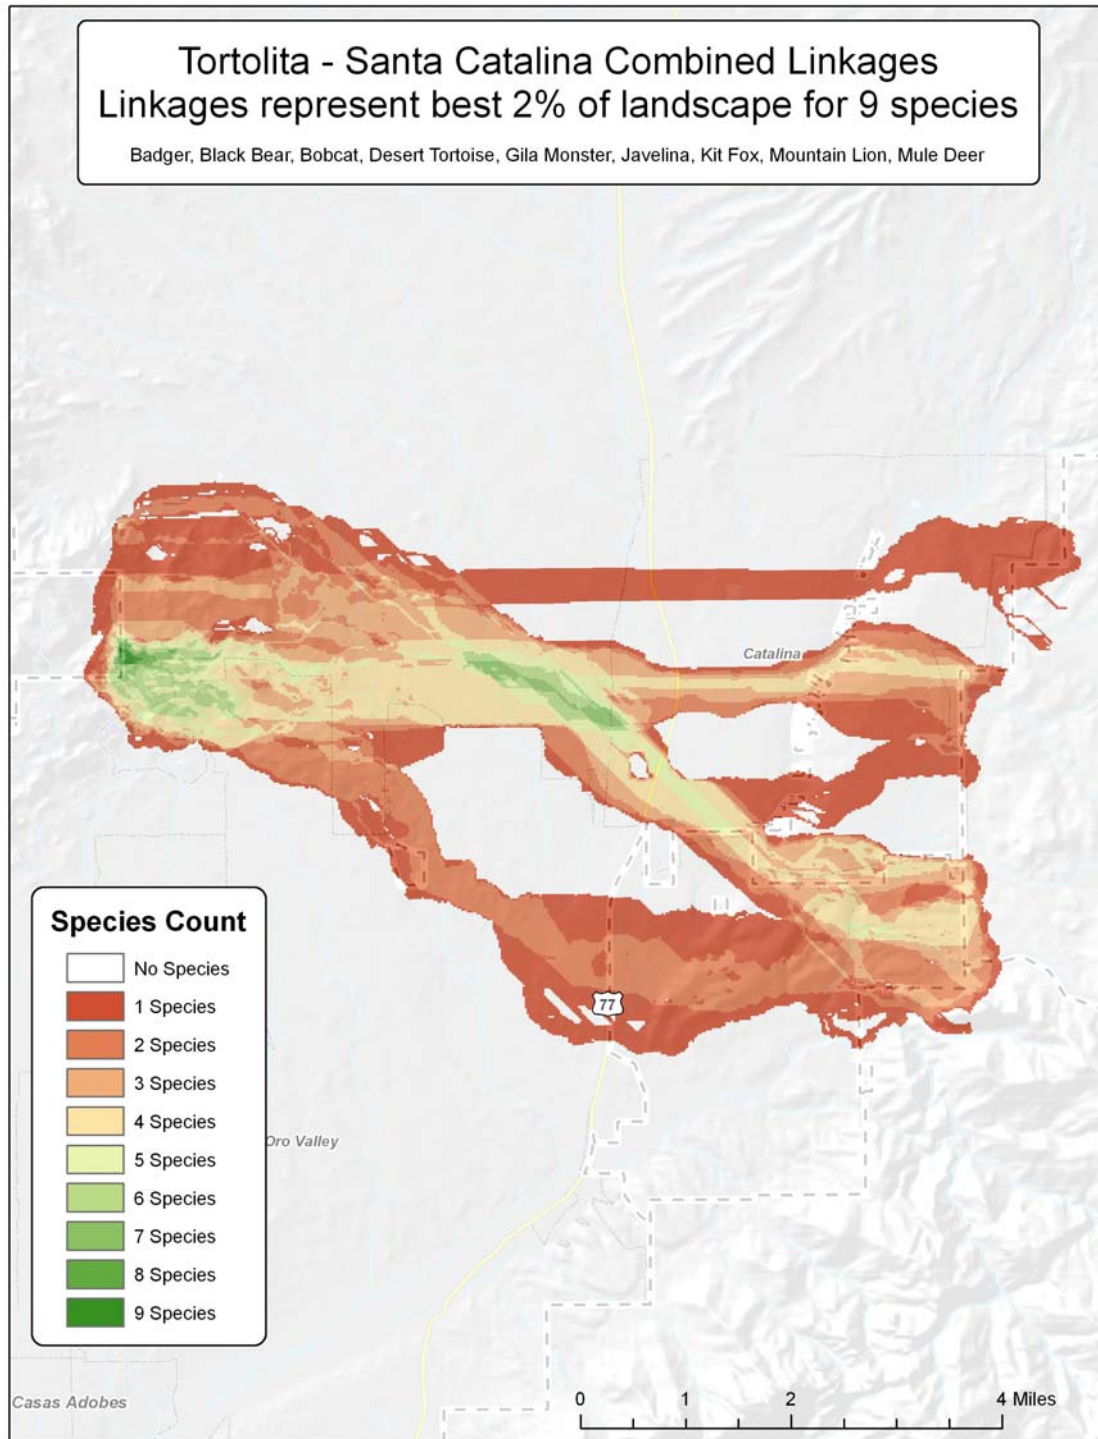 Tortolita - Santa Catalina Combined Linkages
Linkages represent best 2% of landscape for 9 species
Badger, Black Bear, Bobcat, Desert Tortoise, Gila Monster, Javelina, Kit Fox, Mountain Lion, Mule Deer
Catalina
Species Count
No Species
1 Species
2 Species
3 Species
4 Species
5 Species
6 Species
7 Species
8 Species
9 Species
77
Oro Valley
Casas Adobes
0 1 2 4 Miles